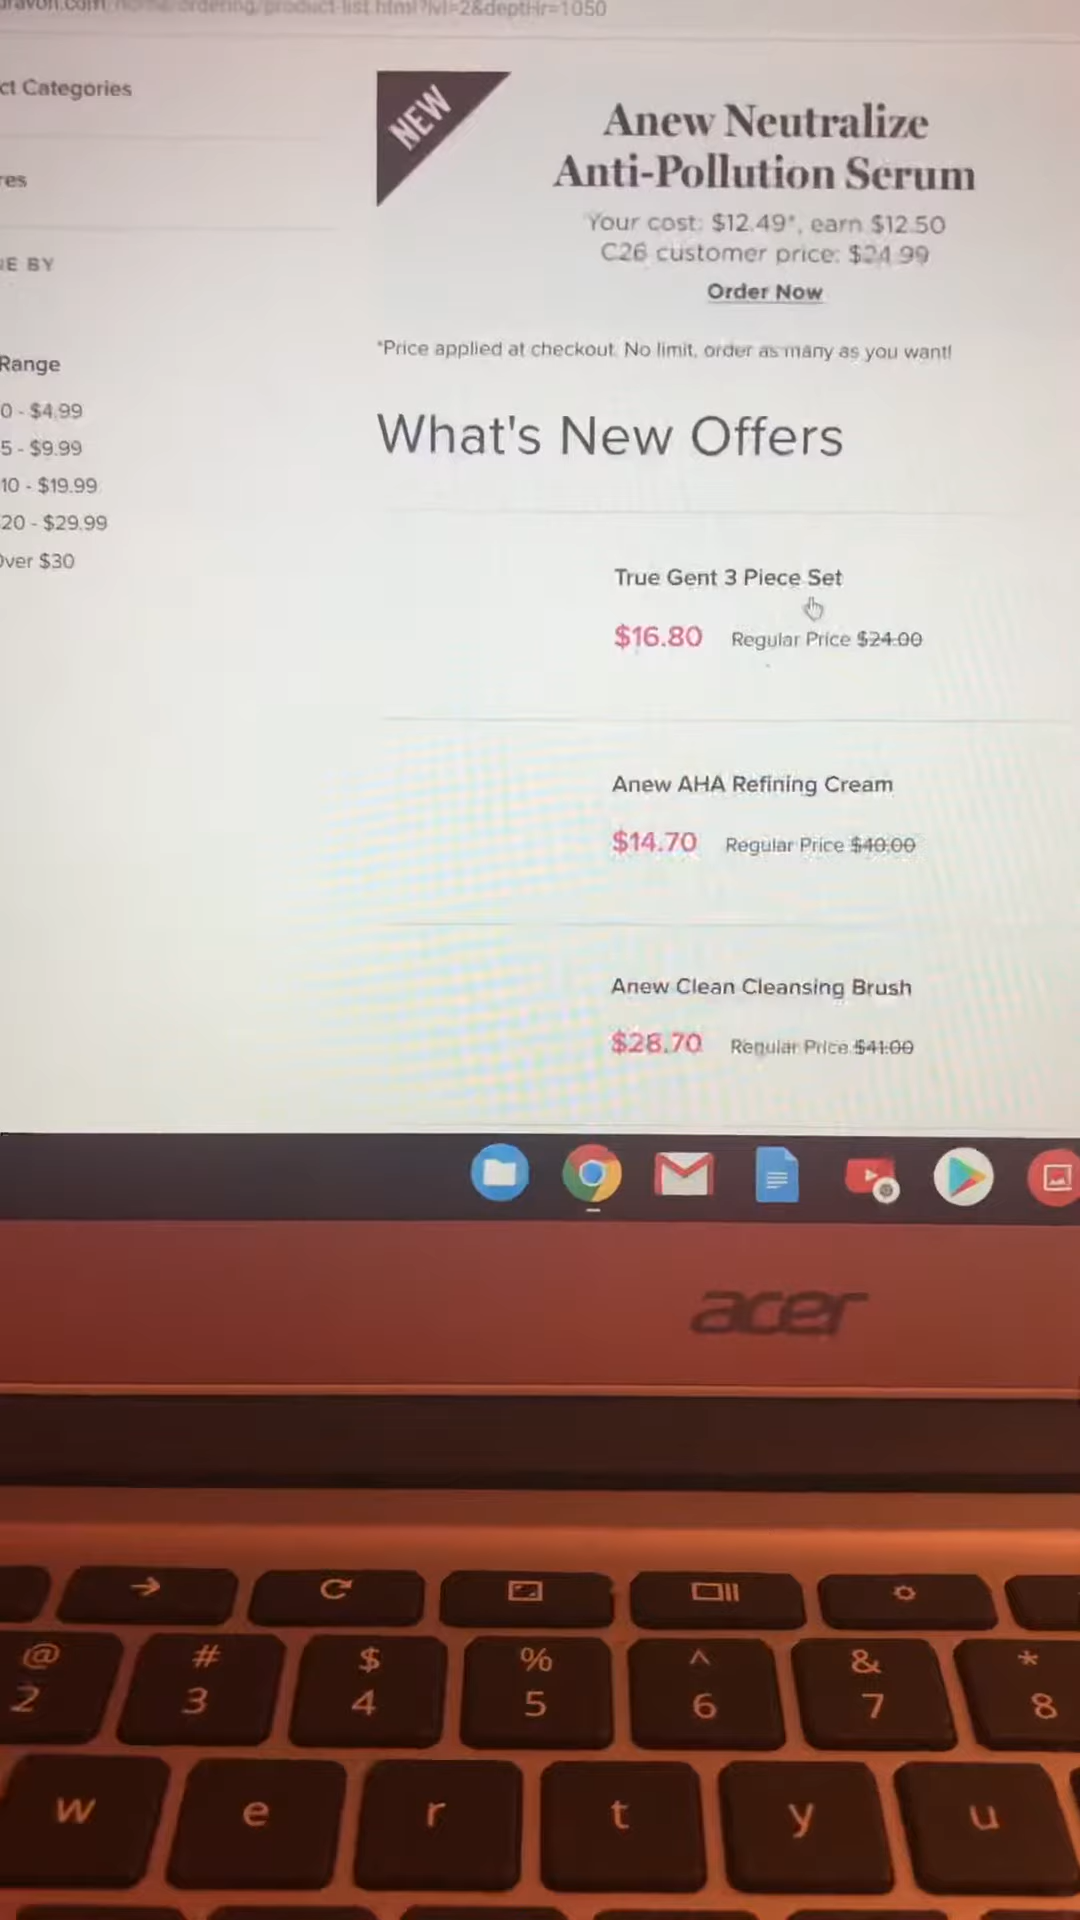 ct Categories
res
E BY
Range
0 - $4.99
5 - $9.99
10 - $19.99
20 - $29.99
Over $30
NEW
Anew Neutralize
Anti-Pollution Serum
Your cost: $12.49*, earn $12.50
C26 customer price: $24.99
Order Now
*Price applied at checkout. No limit, order as many as you want!
What's New Offers
True Gent 3 Piece Set
$16.80 Regular Price $24.00
Anew AHA Refining Cream
$14.70 Regular Price $40.00
Anew Clean Cleansing Brush
$28.70 Regular Price $41.00
acer
@ # $ % ^ & *
2 3 4 5 6 7 8
w e r t y u